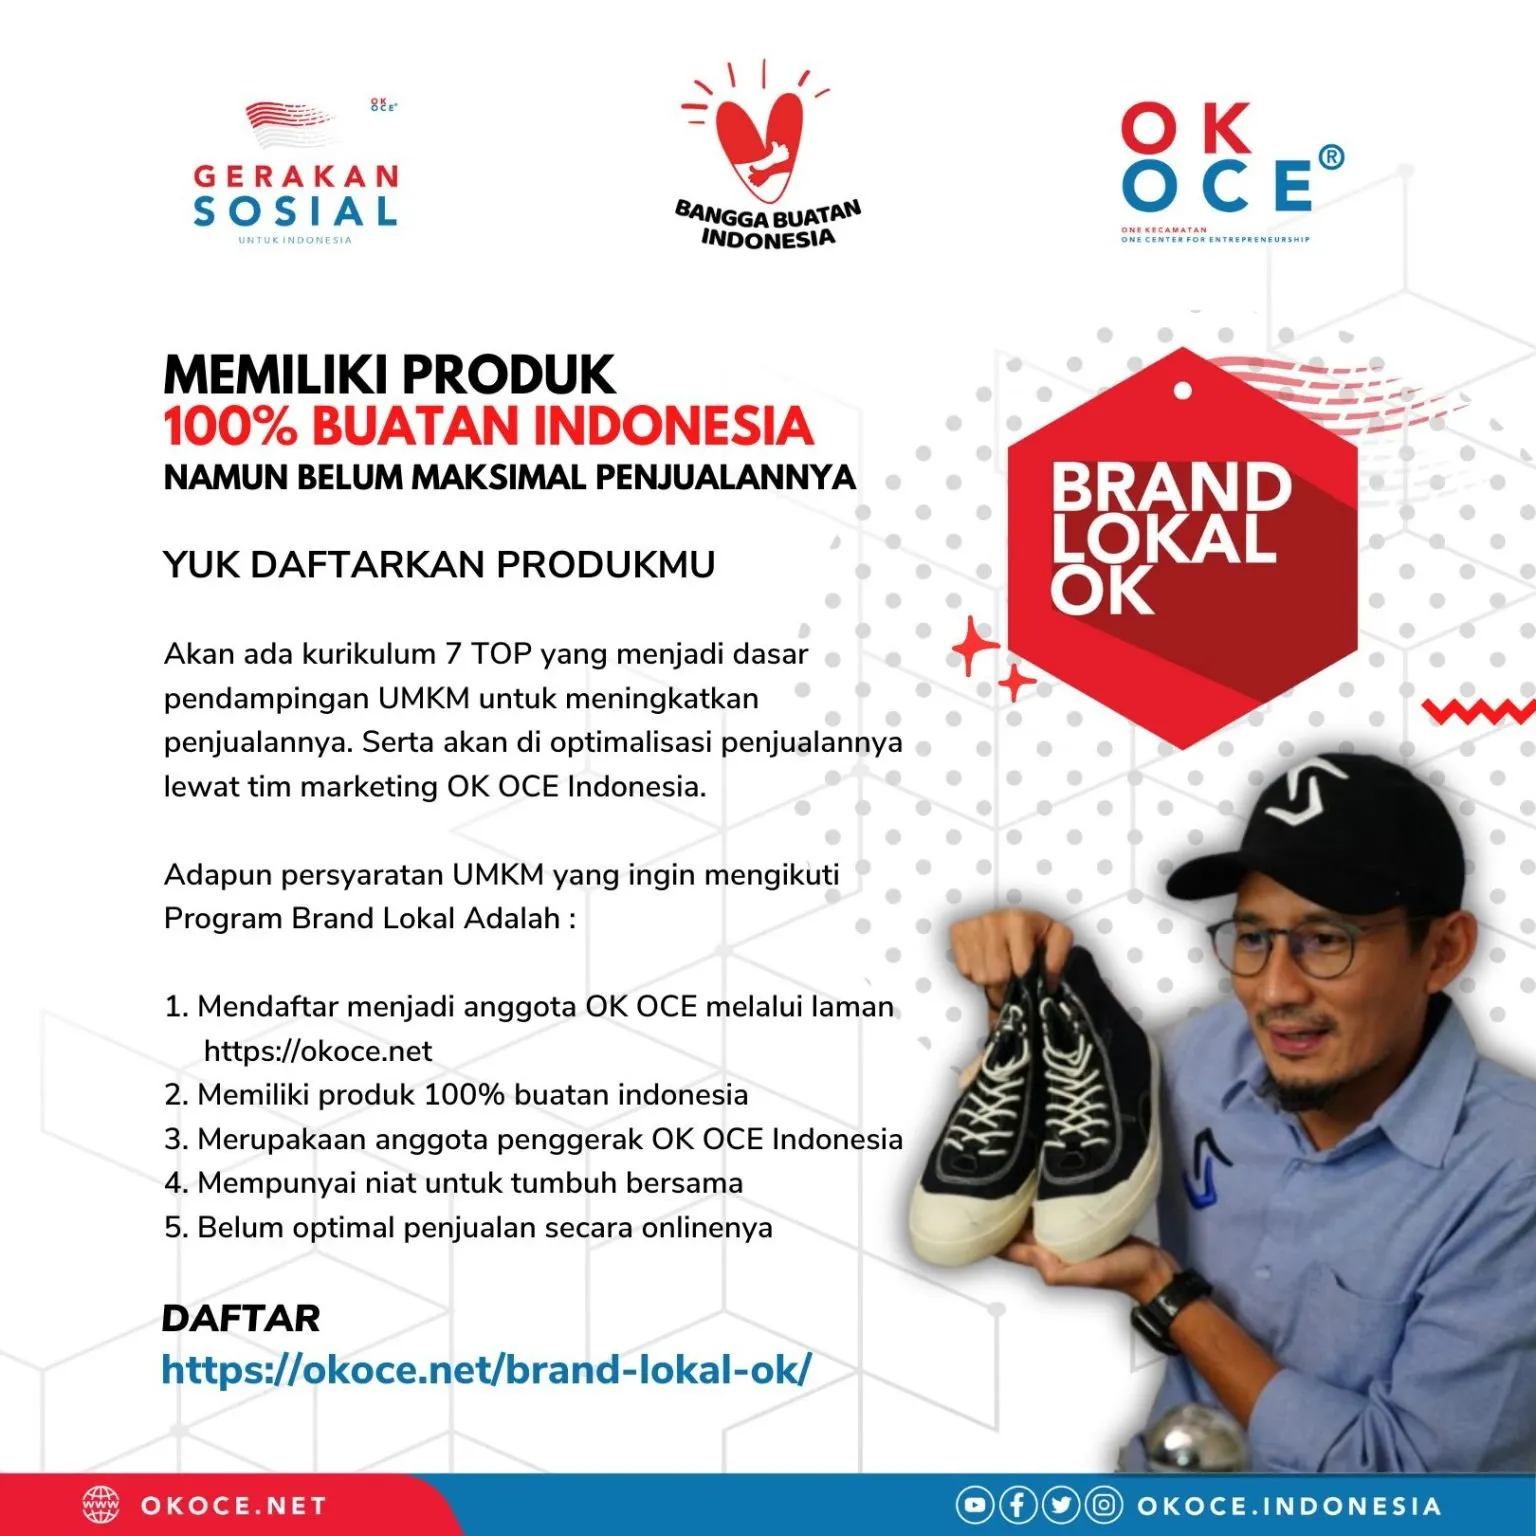 GERAKAN
SOSIAL
UNTUK INDONESIA
OK
OCE®
BANGGA BUATAN
INDONESIA
OK
OCE®
ONE KECAMATAN
ONE CENTER FOR ENTREPRENEURSHIP
MEMILIKI PRODUK
100% BUATAN INDONESIA
NAMUN BELUM MAKSIMAL PENJUALANNYA
YUK DAFTARKAN PRODUKMU
BRAND
LOKAL
OK
Akan ada kurikulum 7 TOP yang menjadi dasar
pendampingan UMKM untuk meningkatkan
penjualannya. Serta akan di optimalisasi penjualannya
lewat tim marketing OK OCE Indonesia.
Adapun persyaratan UMKM yang ingin mengikuti
Program Brand Lokal Adalah :
1. Mendaftar menjadi anggota OK OCE melalui laman
https://okoce.net
2. Memiliki produk 100% buatan indonesia
3. Merupakaan anggota penggerak OK OCE Indonesia
4. Mempunyai niat untuk tumbuh bersama
5. Belum optimal penjualan secara onlinenya
DAFTAR
https://okoce.net/brand-lokal-ok/
www OKOCE.NET
OKOCE.INDONESIA